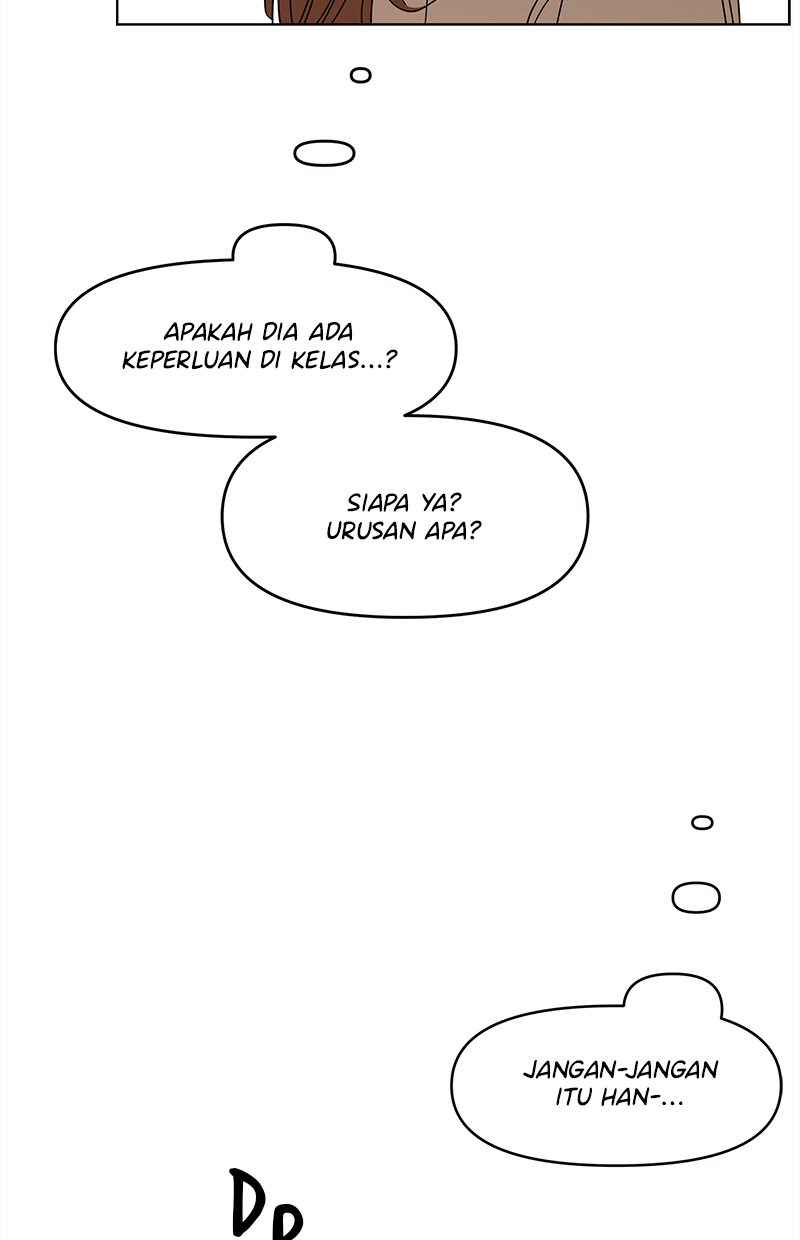 APAKAH DIA ADA
KEPERLUAN DI KELAS...?
SIAPA YA?
URUSAN APA?
JANGAN-JANGAN
ITU HAN-...